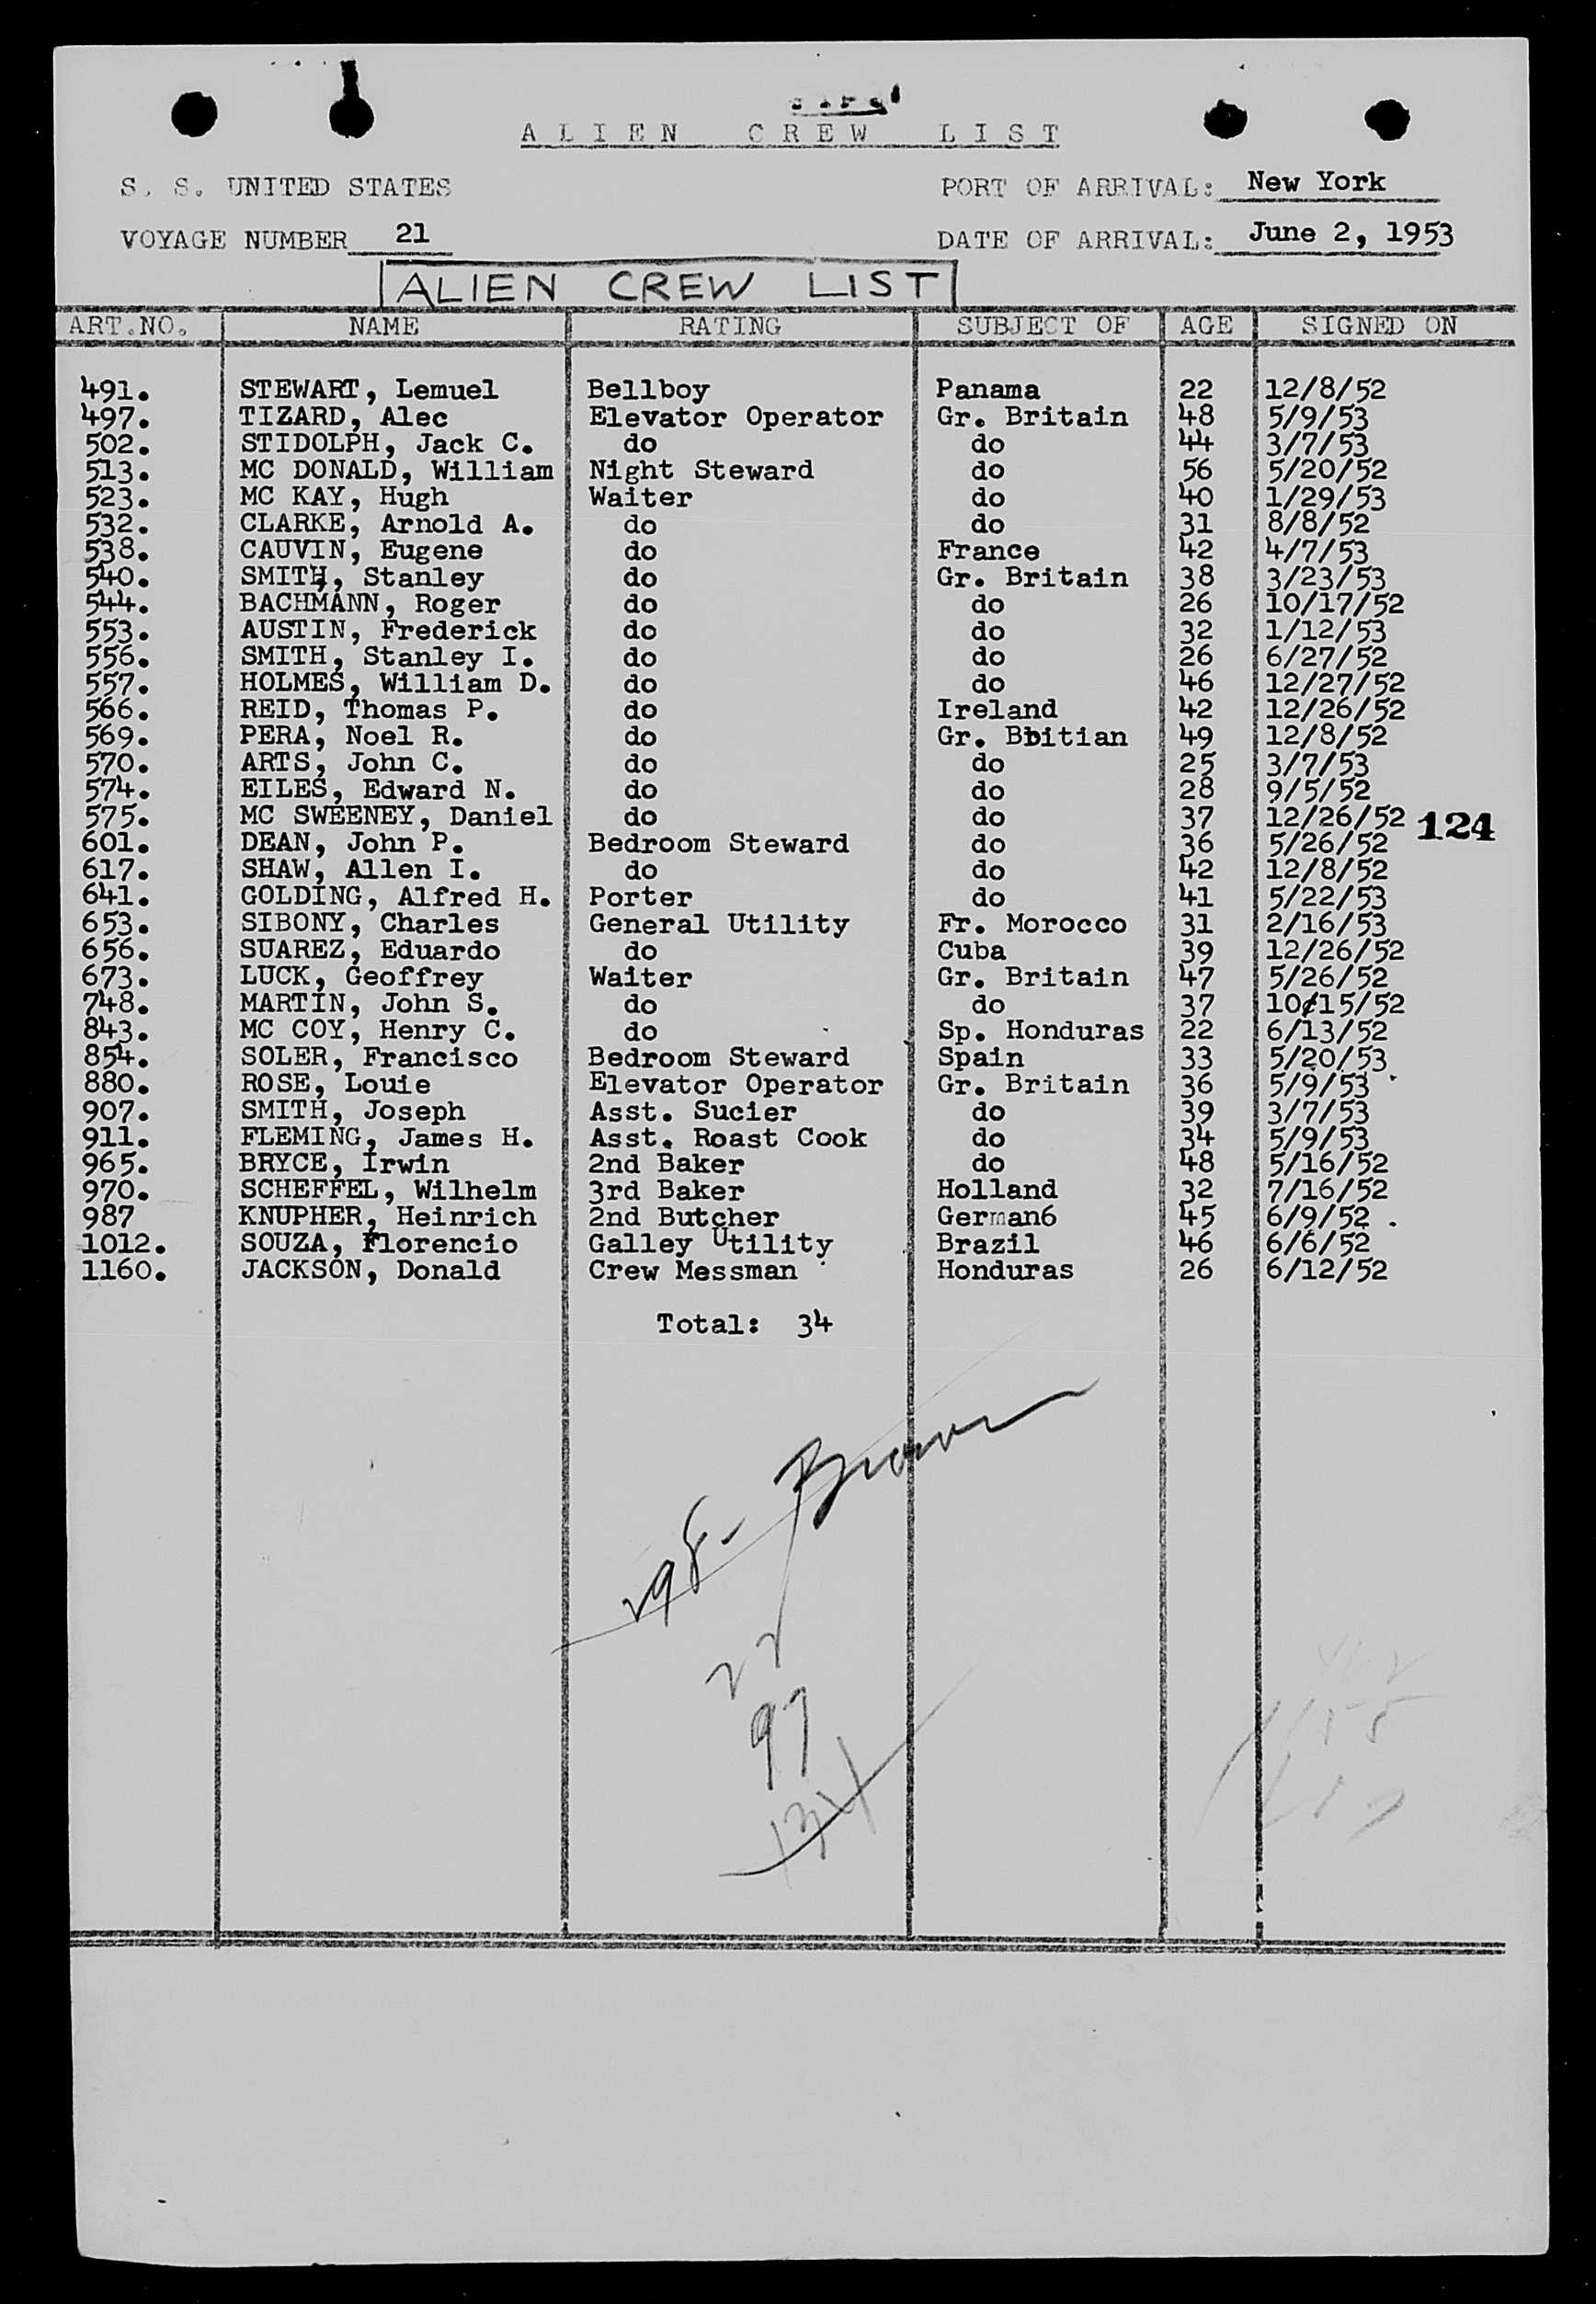 ALIEN CREW LIST
S. S. UNITED STATES PORT OF ARRIVAL: New York
VOYAGE NUMBER 21 DATE OF ARRIVAL: June 2, 1953
ALIEN CREW LIST
ART.NO. NAME RATING SUBJECT OF AGE SIGNED ON
491. STEWART, Lemuel Bellboy Panama 22 12/8/52
497. TIZARD, Alec Elevator Operator Gr. Britain 48 5/9/53
502. STIDOLPH, Jack C. do do 44 3/7/53
513. MC DONALD, William Night Steward do 56 5/20/52
523. MC KAY, Hugh Waiter do 40 1/29/53
532. CLARKE, Arnold A. do do 31 8/8/52
538. CAUVIN, Eugene do France 42 4/7/53
540. SMITH, Stanley do Gr. Britain 38 3/23/53
544. BACHMANN, Roger do do 26 10/17/52
553. AUSTIN, Frederick do do 32 1/12/53
556. SMITH, Stanley I. do do 26 6/27/52
557. HOLMES, William D. do do 46 12/27/52
566. REID, Thomas P. do Ireland 42 12/26/52
569. PERA, Noel R. do Gr. Bbitian 49 12/8/52
570. ARTS, John C. do do 25 3/7/53
574. EILES, Edward N. do do 28 9/5/52
575. MC SWEENEY, Daniel do do 37 12/26/52 124
601. DEAN, John P. Bedroom Steward do 36 5/26/52
617. SHAW, Allen I. do do 42 12/8/52
641. GOLDING, Alfred H. Porter do 41 5/22/53
653. SIBONY, Charles General Utility Fr. Morocco 31 2/16/53
656. SUAREZ, Eduardo do Cuba 39 12/26/52
673. LUCK, Geoffrey Waiter Gr. Britain 47 5/26/52
748. MARTIN, John S. do do 37 10/15/52
843. MC COY, Henry C. do Sp. Honduras 22 6/13/52
854. SOLER, Francisco Bedroom Steward Spain 33 5/20/53
880. ROSE, Louie Elevator Operator Gr. Britain 36 5/9/53
907. SMITH, Joseph Asst. Sucier do 39 3/7/53
911. FLEMING, James H. Asst. Roast Cook do 34 5/9/53
965. BRYCE, Irwin 2nd Baker do 48 5/16/52
970. SCHEFFEL, Wilhelm 3rd Baker Holland 32 7/16/52
987 KNUPHER, Heinrich 2nd Butcher German6 45 6/9/52
1012. SOUZA, Florencio Galley Utility Brazil 46 6/6/52
1160. JACKSON, Donald Crew Messman Honduras 26 6/12/52
Total: 34
298- Brown
22
97
134